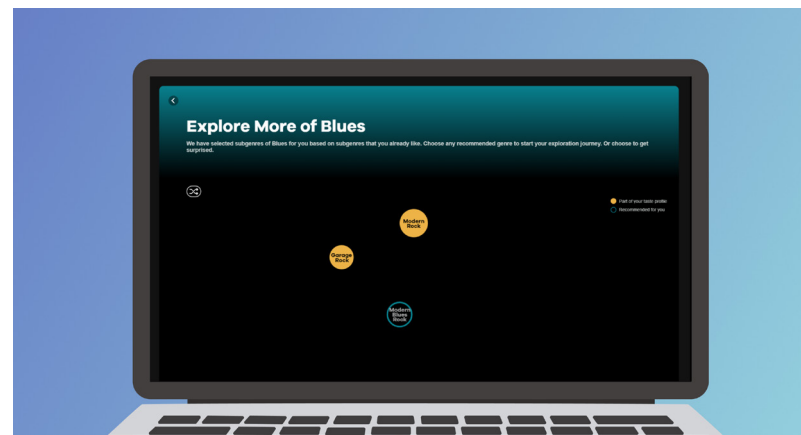 Explore More of Blues
We have selected subgenres of Blues for you based on subgenres that you already like. Choose any recommended genre to start your exploration journey. Or choose to get
surprised.
Part of your taste profile
Recommended for you
Modern
Rock
Garage
Rock
Modern
Blues
Rock